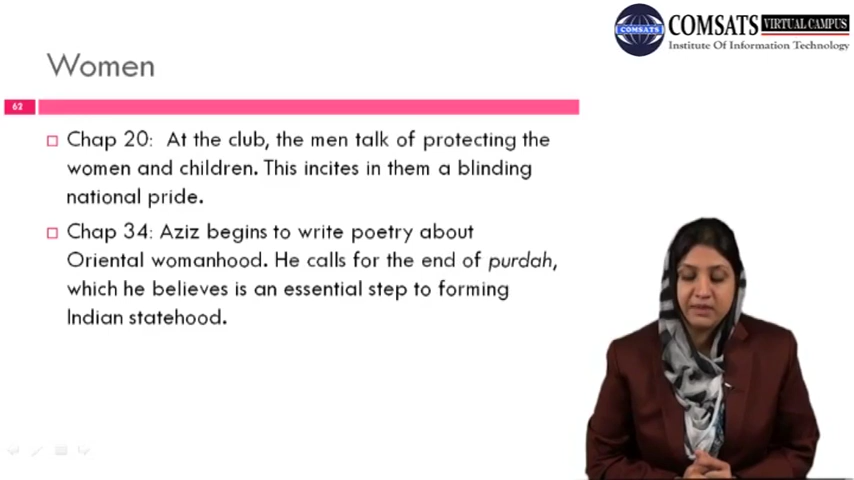 COMSATS VIRTUAL CAMPUS
COMSATS
Institute Of Information Technology
Women
62
Chap 20: At the club, the men talk of protecting the
women and children. This incites in them a blinding
national pride.
Chap 34: Aziz begins to write poetry about
Oriental womanhood. He calls for the end of purdah,
which he believes is an essential step to forming
Indian statehood.